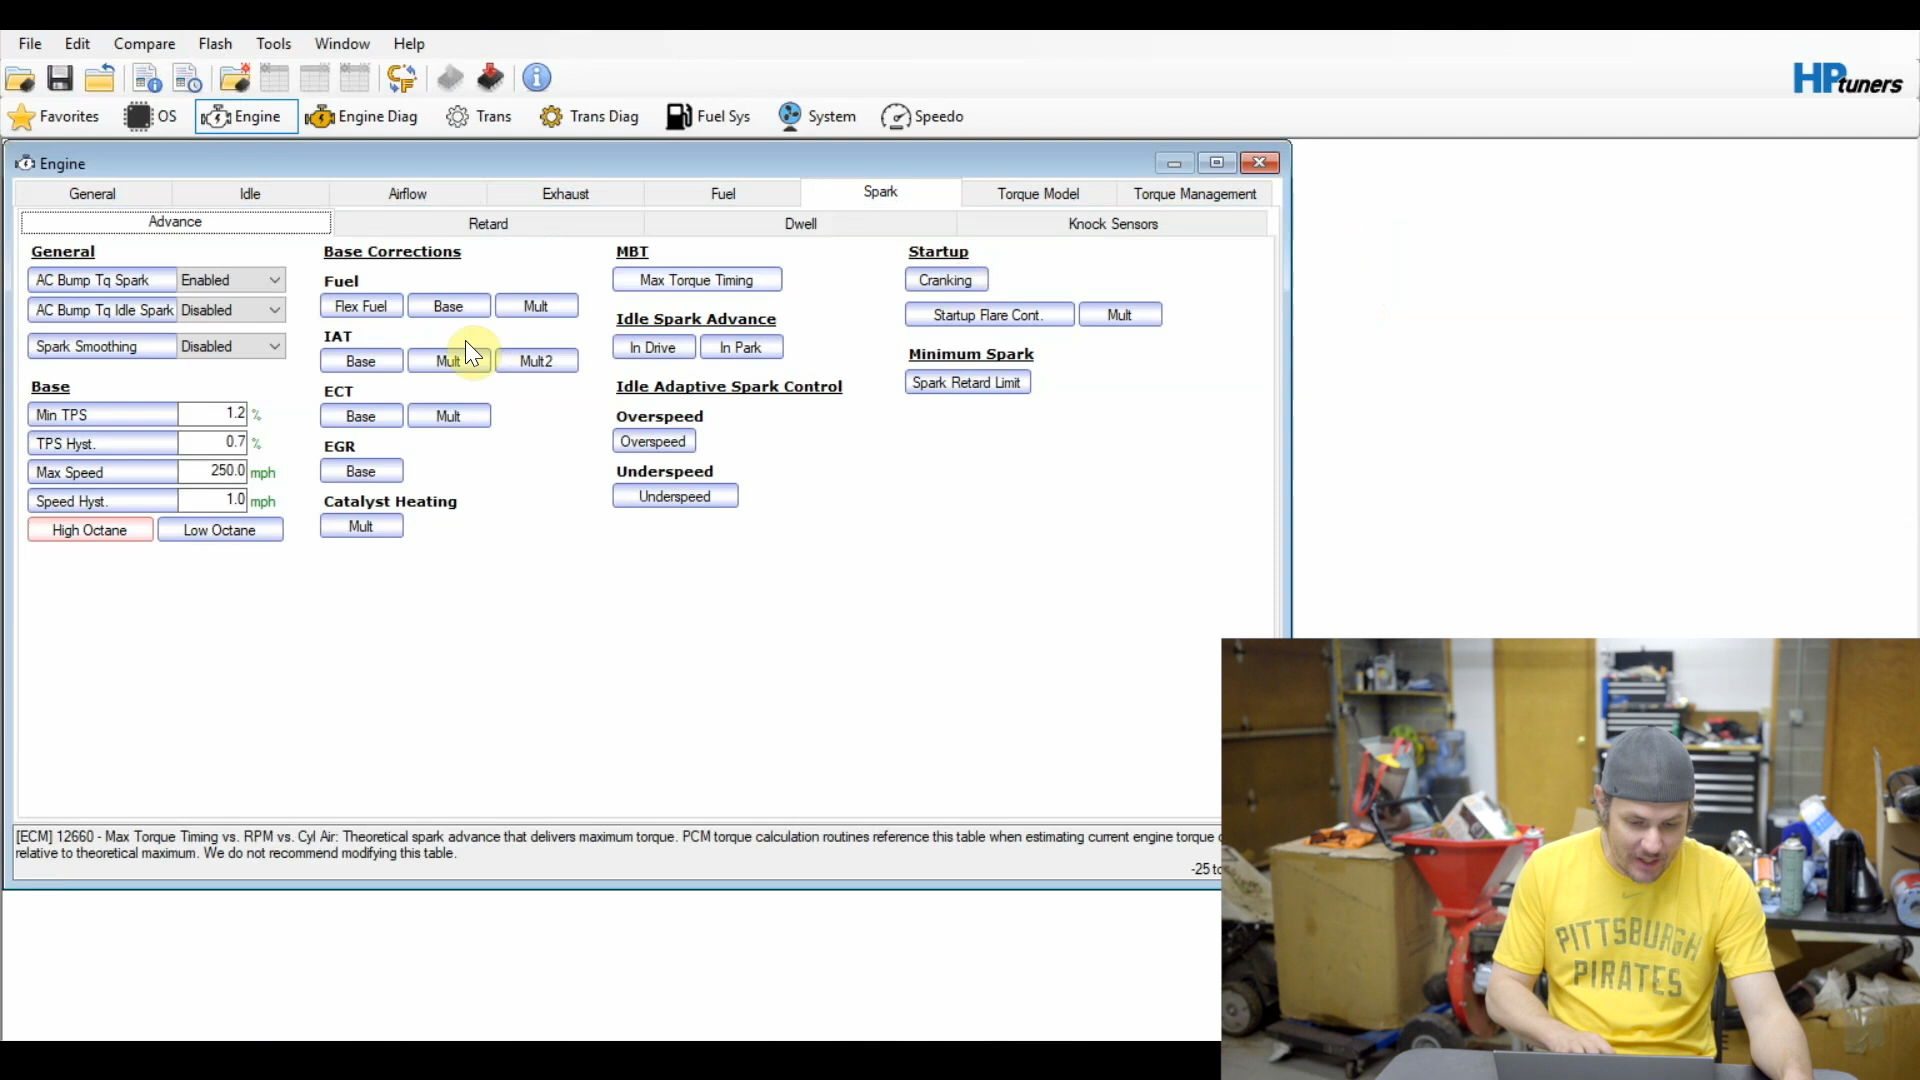 File Edit Compare Flash Tools Window Help
HPtuners
Favorites OS Engine Engine Diag Trans Trans Diag Fuel Sys System Speedo
Engine
General Idle Airflow Exhaust Fuel Spark Torque Model Torque Management
Advance Retard Dwell Knock Sensors
General
AC Bump Tq Spark Enabled
AC Bump Tq Idle Spark Disabled
Spark Smoothing Disabled
Base
Min TPS 1.2 %
TPS Hyst. 0.7 %
Max Speed 250.0 mph
Speed Hyst. 1.0 mph
High Octane Low Octane
Base Corrections
Fuel
Flex Fuel Base Mult
IAT
Base Mult Mult2
ECT
Base Mult
EGR
Base
Catalyst Heating
Mult
MBT
Max Torque Timing
Idle Spark Advance
In Drive In Park
Idle Adaptive Spark Control
Overspeed
Overspeed
Underspeed
Underspeed
Startup
Cranking
Startup Flare Cont. Mult
Minimum Spark
Spark Retard Limit
[ECM] 12660 - Max Torque Timing vs. RPM vs. Cyl Air: Theoretical spark advance that delivers maximum torque. PCM torque calculation routines reference this table when estimating current engine torque
relative to theoretical maximum. We do not recommend modifying this table.
-25 to
PITTSBURGH
PIRATES